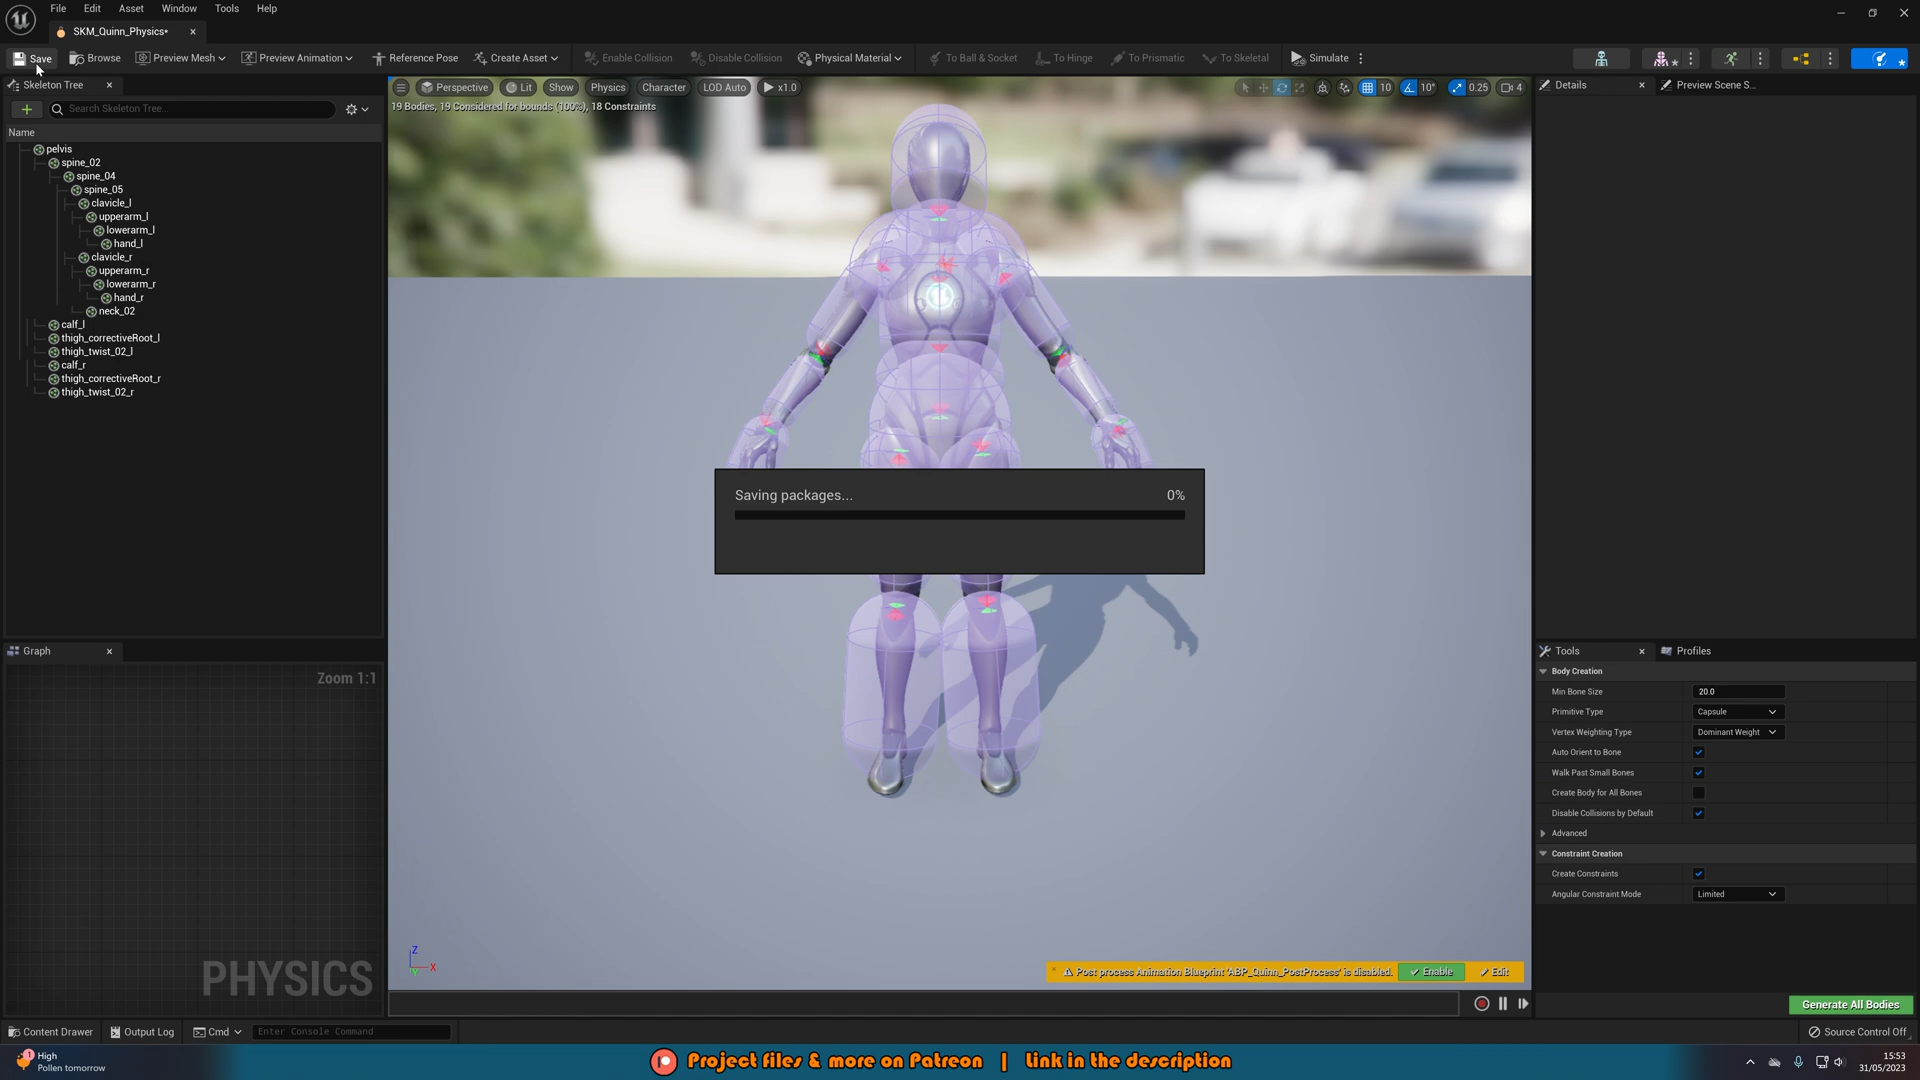 File Edit Asset Window Tools Help
SKM_Quinn_Physics*
Save Browse Preview Mesh Preview Animation Reference Pose Create Asset Enable Collision Disable Collision Physical Material To Ball & Socket To Hinge To Prismatic To Skeletal Simulate
Skeleton Tree
Search Skeleton Tree...
Name
pelvis
spine_02
spine_04
spine_05
clavicle_l
upperarm_l
lowerarm_l
hand_l
clavicle_r
upperarm_r
lowerarm_r
hand_r
neck_02
calf_l
thigh_correctiveRoot_l
thigh_twist_02_l
calf_r
thigh_correctiveRoot_r
thigh_twist_02_r
Graph
Zoom 1:1
PHYSICS
Perspective Lit Show Physics Character LOD Auto x1.0 10 10° 0.25 4
19 Bodies, 19 Considered for bounds (100%), 18 Constraints
Saving packages... 0%
Z
Y X
Post process Animation Blueprint 'ABP_Quinn_PostProcess' is disabled. Enable Edit
Details Preview Scene S...
Tools Profiles
Body Creation
Min Bone Size 20.0
Primitive Type Capsule
Vertex Weighting Type Dominant Weight
Auto Orient to Bone
Walk Past Small Bones
Create Body for All Bones
Disable Collisions by Default
Advanced
Constraint Creation
Create Constraints
Angular Constraint Mode Limited
Generate All Bodies
Content Drawer Output Log Cmd Enter Console Command Source Control Off
1
High
Pollen tomorrow
Project files & more on Patreon | Link in the description
15:53
31/05/2023